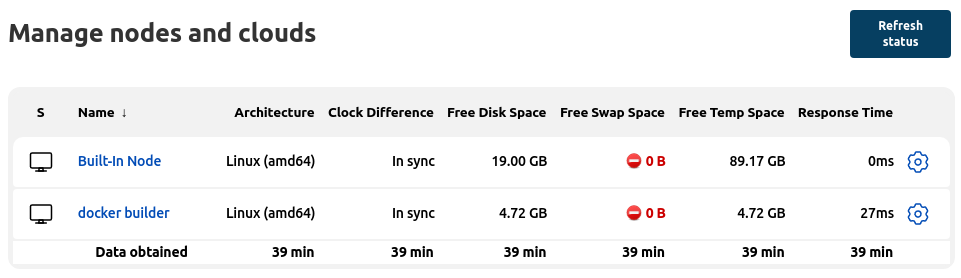 Manage nodes and clouds
Refresh
status
S Name ↓ Architecture Clock Difference Free Disk Space Free Swap Space Free Temp Space Response Time
Built-In Node Linux (amd64) In sync 19.00 GB 0 B 89.17 GB 0ms
docker builder Linux (amd64) In sync 4.72 GB 0 B 4.72 GB 27ms
Data obtained 39 min 39 min 39 min 39 min 39 min 39 min